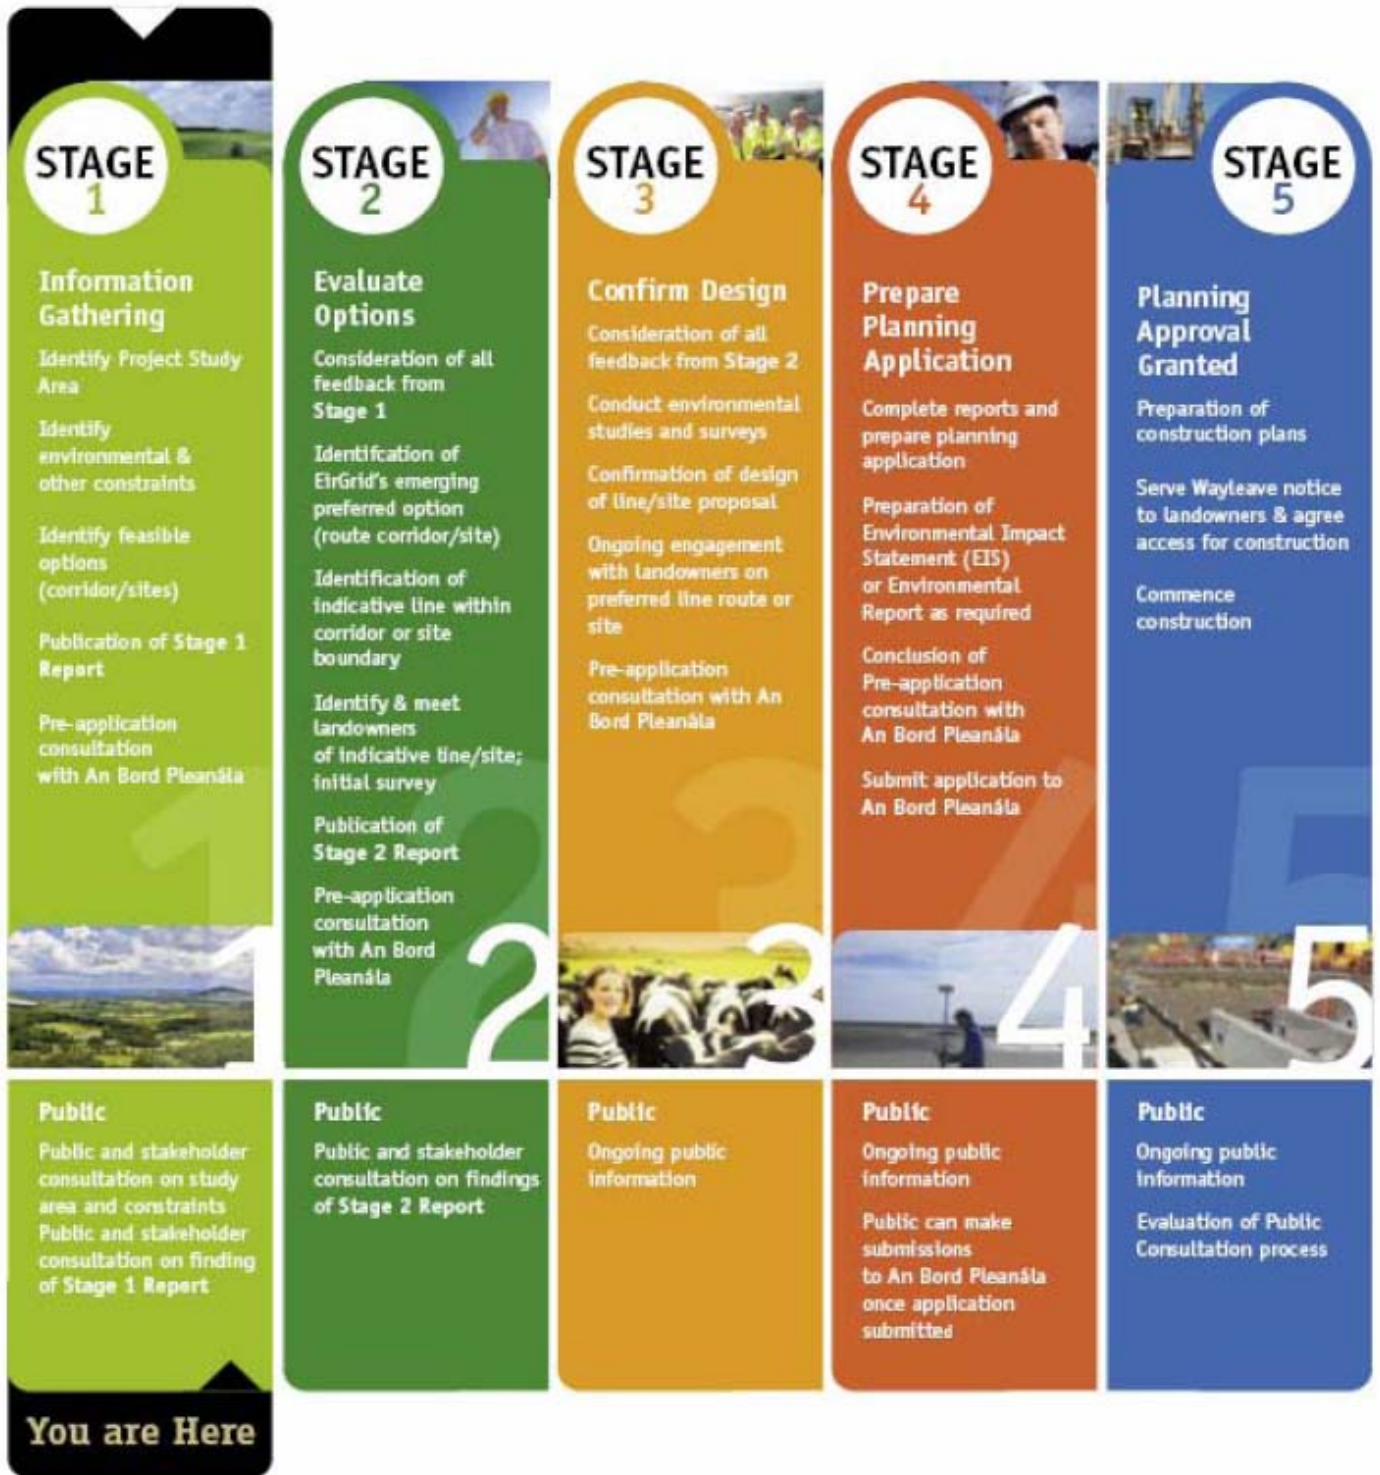 STAGE
1
Information
Gathering
Identify Project Study
Area
Identify
environmental &
other constraints
Identify feasible
options
(corridor/sites)
Publication of Stage 1
Report
Pre-application
consultation
with An Bord Pleanála
1
Public
Public and stakeholder
consultation on study
area and constraints
Public and stakeholder
consultation on finding
of Stage 1 Report
You are Here
STAGE
2
Evaluate
Options
Consideration of all
feedback from
Stage 1
Identifcation of
EirGrid's emerging
preferred option
(route corridor/site)
Identification of
indicative line within
corridor or site
boundary
Identify & meet
landowners
of indicative line/site;
initial survey
Publication of
Stage 2 Report
Pre-application
consultation
with An Bord
Pleanála
2
Public
Public and stakeholder
consultation on findings
of Stage 2 Report
STAGE
3
Confirm Design
Consideration of all
feedback from Stage 2
Conduct environmental
studies and surveys
Confirmation of design
of line/site proposal
Ongoing engagement
with landowners on
preferred line route or
site
Pre-application
consultation with An
Bord Pleanála
3
Public
Ongoing public
information
STAGE
4
Prepare
Planning
Application
Complete reports and
prepare planning
application
Preparation of
Environmental Impact
Statement (EIS)
or Environmental
Report as required
Conclusion of
Pre-application
consultation with
An Bord Pleanála
Submit application to
An Bord Pleanála
4
Public
Ongoing public
information
Public can make
submissions
to An Bord Pleanála
once application
submitted
STAGE
5
Planning
Approval
Granted
Preparation of
construction plans
Serve Wayleave notice
to landowners & agree
access for construction
Commence
construction
5
Public
Ongoing public
information
Evaluation of Public
Consultation process